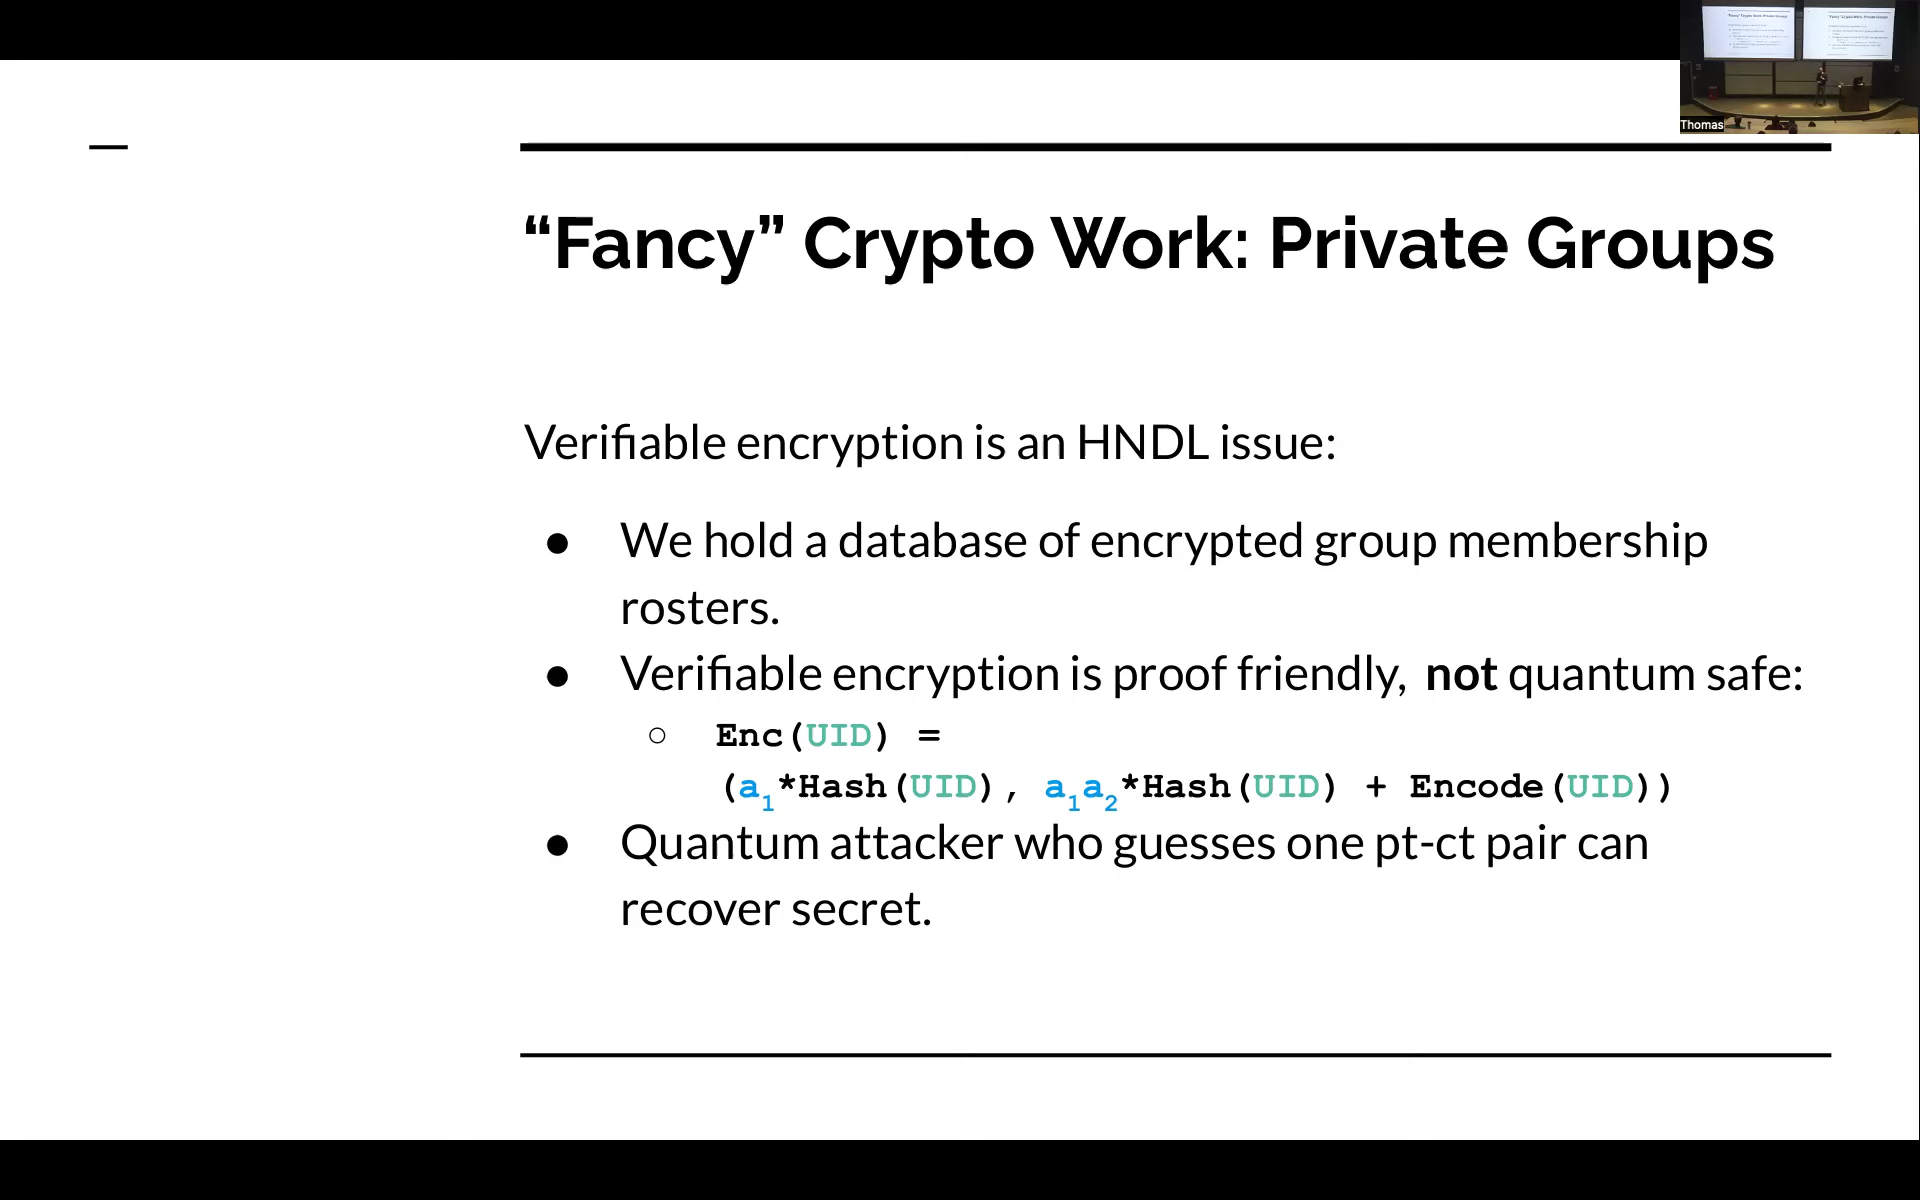 Thomas
“Fancy” Crypto Work: Private Groups
Verifiable encryption is an HNDL issue:
● We hold a database of encrypted group membership
rosters.
● Verifiable encryption is proof friendly, not quantum safe:
○ Enc(UID) =
(a₁*Hash(UID), a₁a₂*Hash(UID) + Encode(UID))
● Quantum attacker who guesses one pt-ct pair can
recover secret.